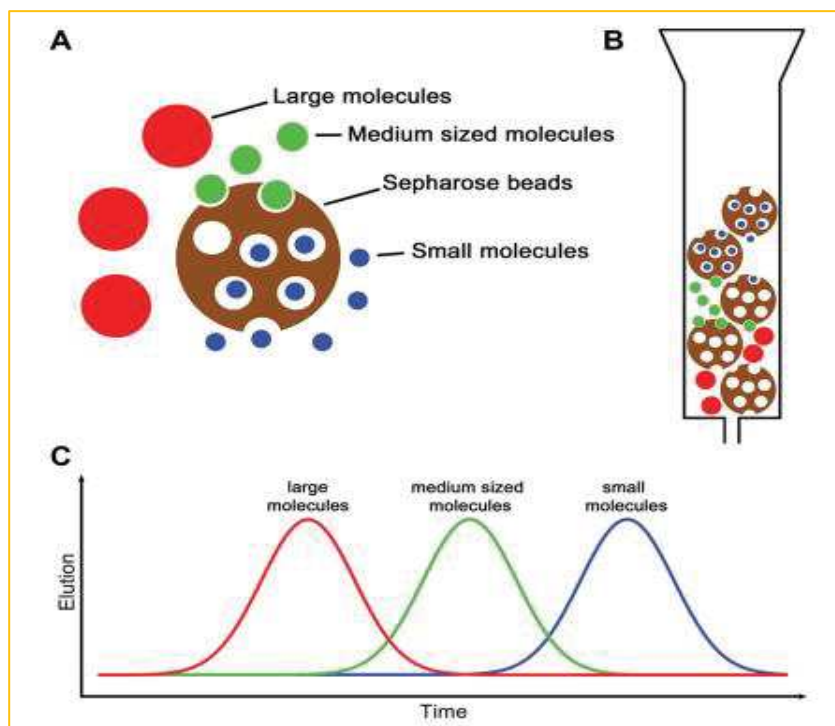 A
B
Large molecules
Medium sized molecules
Sepharose beads
Small molecules
C
large
molecules
medium sized
molecules
small
molecules
Elution
Time